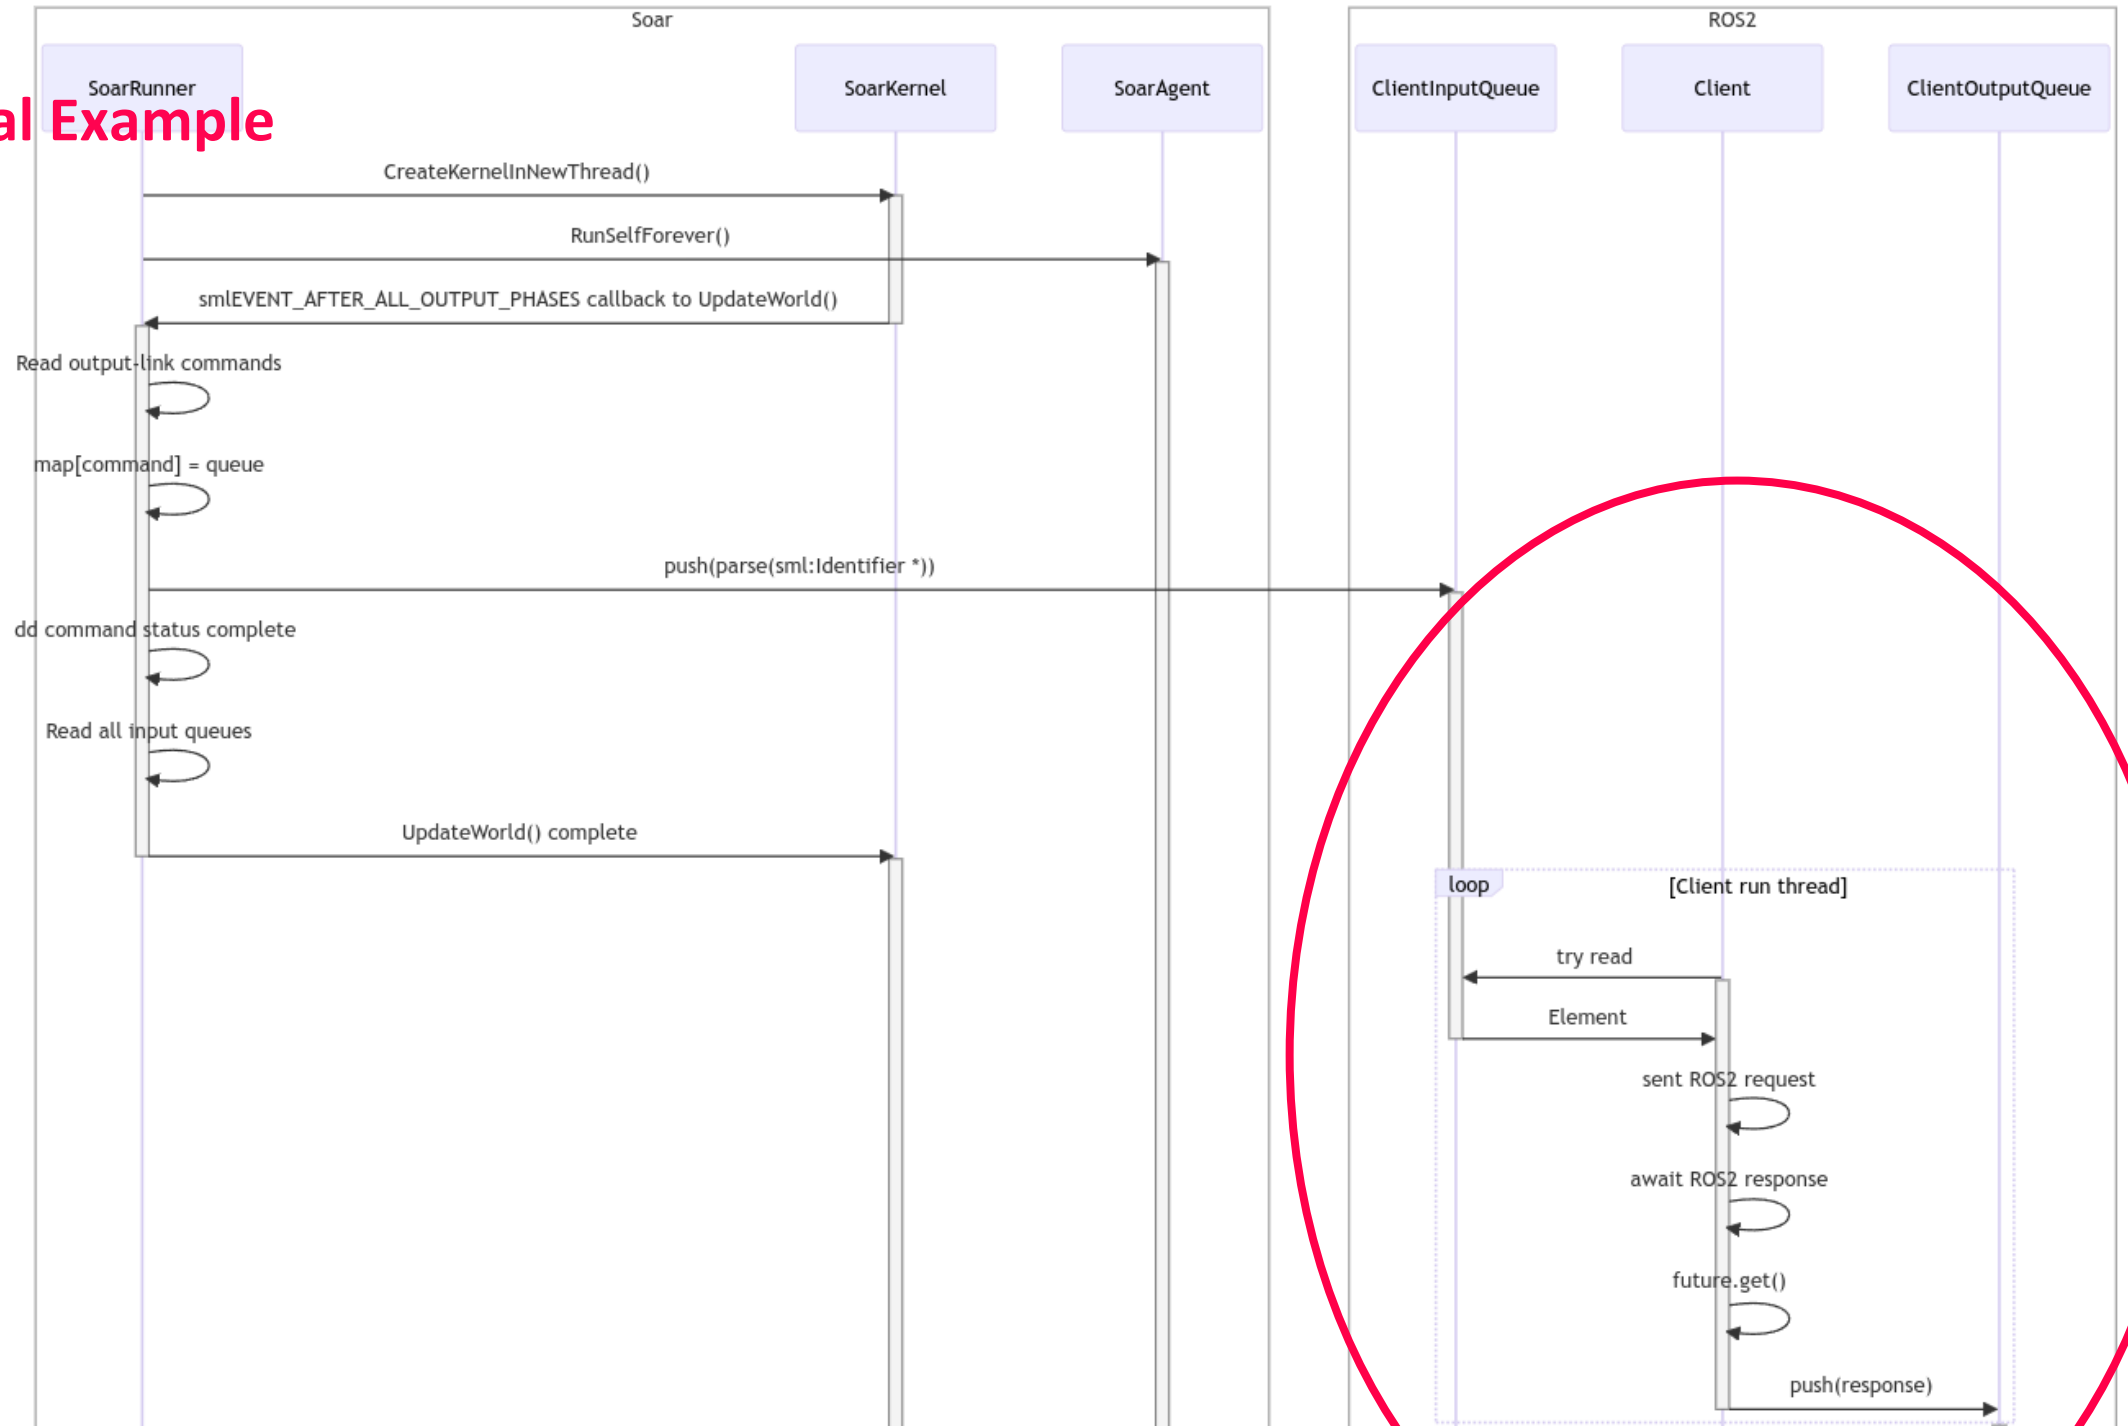 Soar
ROS2
SoarRunner
SoarKernel
SoarAgent
ClientInputQueue
Client
ClientOutputQueue
al Example
CreateKernelInNewThread()
RunSelfForever()
smlEVENT_AFTER_ALL_OUTPUT_PHASES callback to UpdateWorld()
Read output-link commands
map[command] = queue
push(parse(sml:Identifier *))
dd command status complete
Read all input queues
UpdateWorld() complete
loop
[Client run thread]
try read
Element
sent ROS2 request
await ROS2 response
future.get()
push(response)